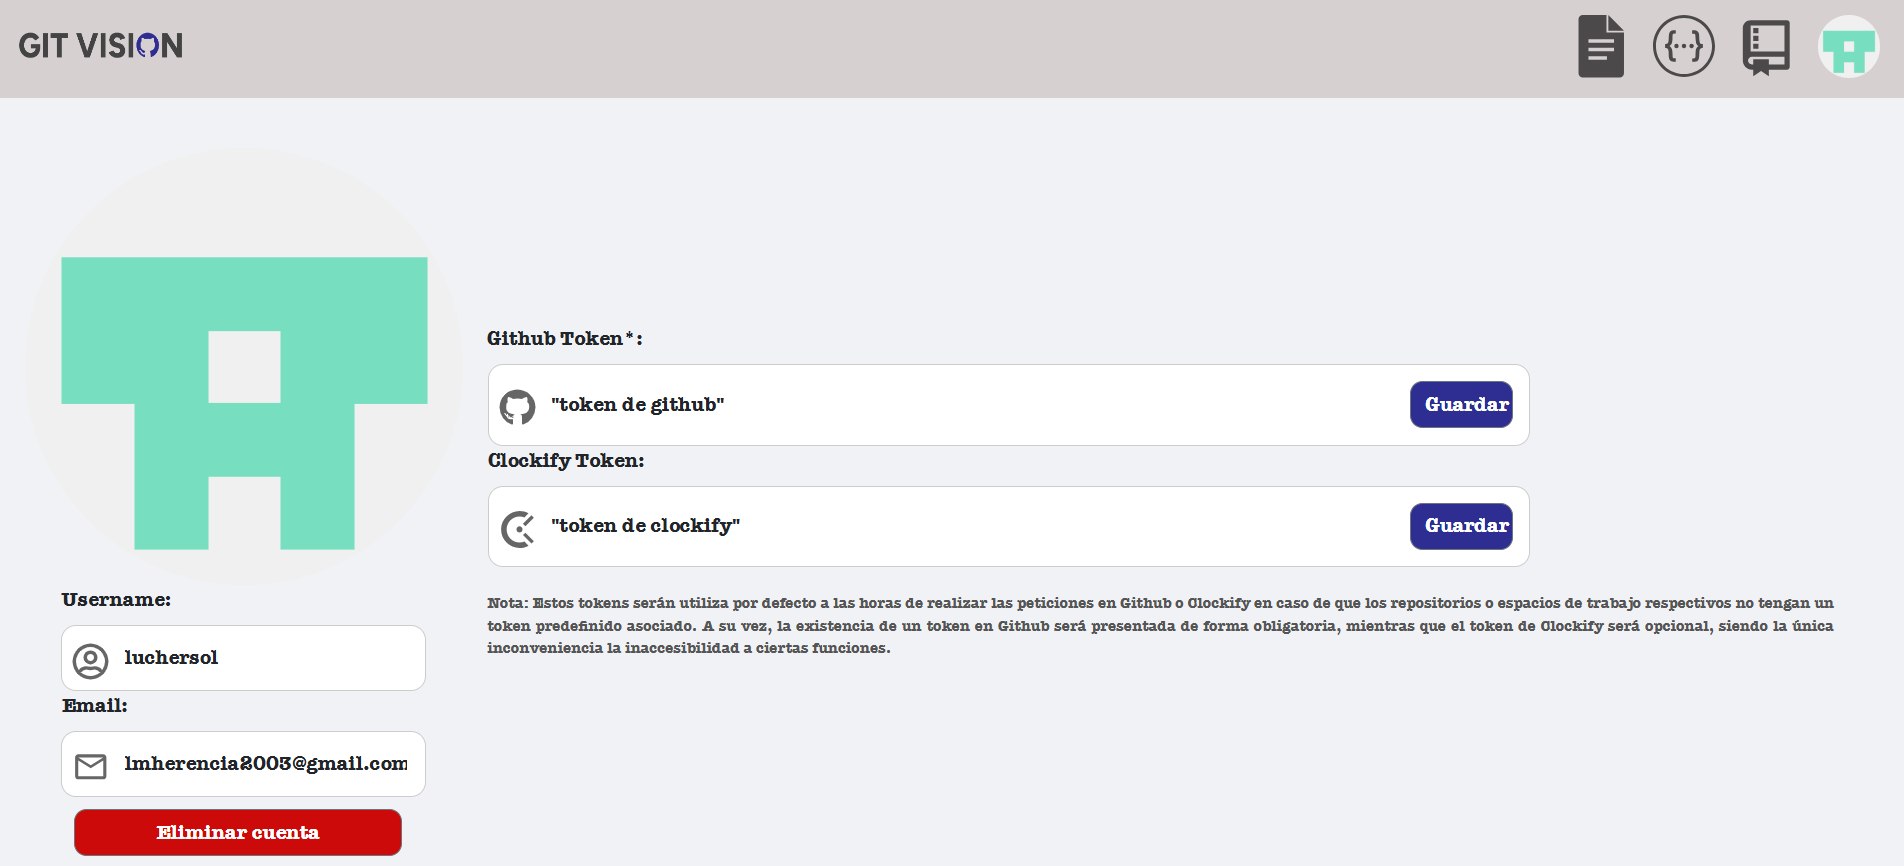 GIT VISION
Github Token*:
"token de github"
Guardar
Clockify Token:
"token de clockify"
Guardar
Nota: Estos tokens serán utiliza por defecto a las horas de realizar las peticiones en Github o Clockify en caso de que los repositorios o espacios de trabajo respectivos no tengan un
token predefinido asociado. A su vez, la existencia de un token en Github será presentada de forma obligatoria, mientras que el token de Clockify será opcional, siendo la única
inconveniencia la inaccesibilidad a ciertas funciones.
Username:
luchersol
Email:
lmherencia2003@gmail.com
Eliminar cuenta